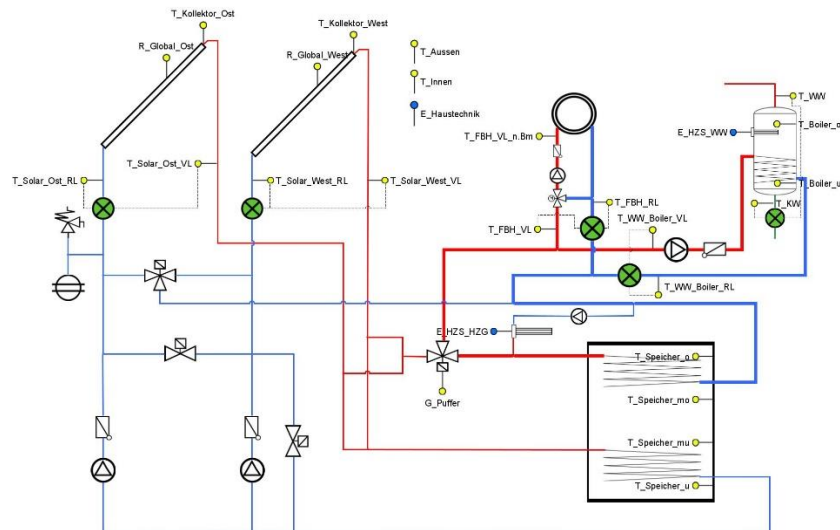 T_Kollektor_Ost
T_Kollektor_West
R_Global_Ost
R_Global_West
T_Aussen
T_Innen
E_Haustechnik
T_WW
T_Boiler_o
E_HZS_WW
T_FBH_VL_n.Bm
T_Solar_Ost_VL
T_Solar_Ost_RL
T_Solar_West_RL
T_Solar_West_VL
T_Boiler_u
T_KW
T_FBH_RL
T_FBH_VL
T_WW_Boiler_VL
T_WW_Boiler_RL
E_HZS_HZG
T_Speicher_o
G_Puffer
T_Speicher_mo
T_Speicher_mu
T_Speicher_u